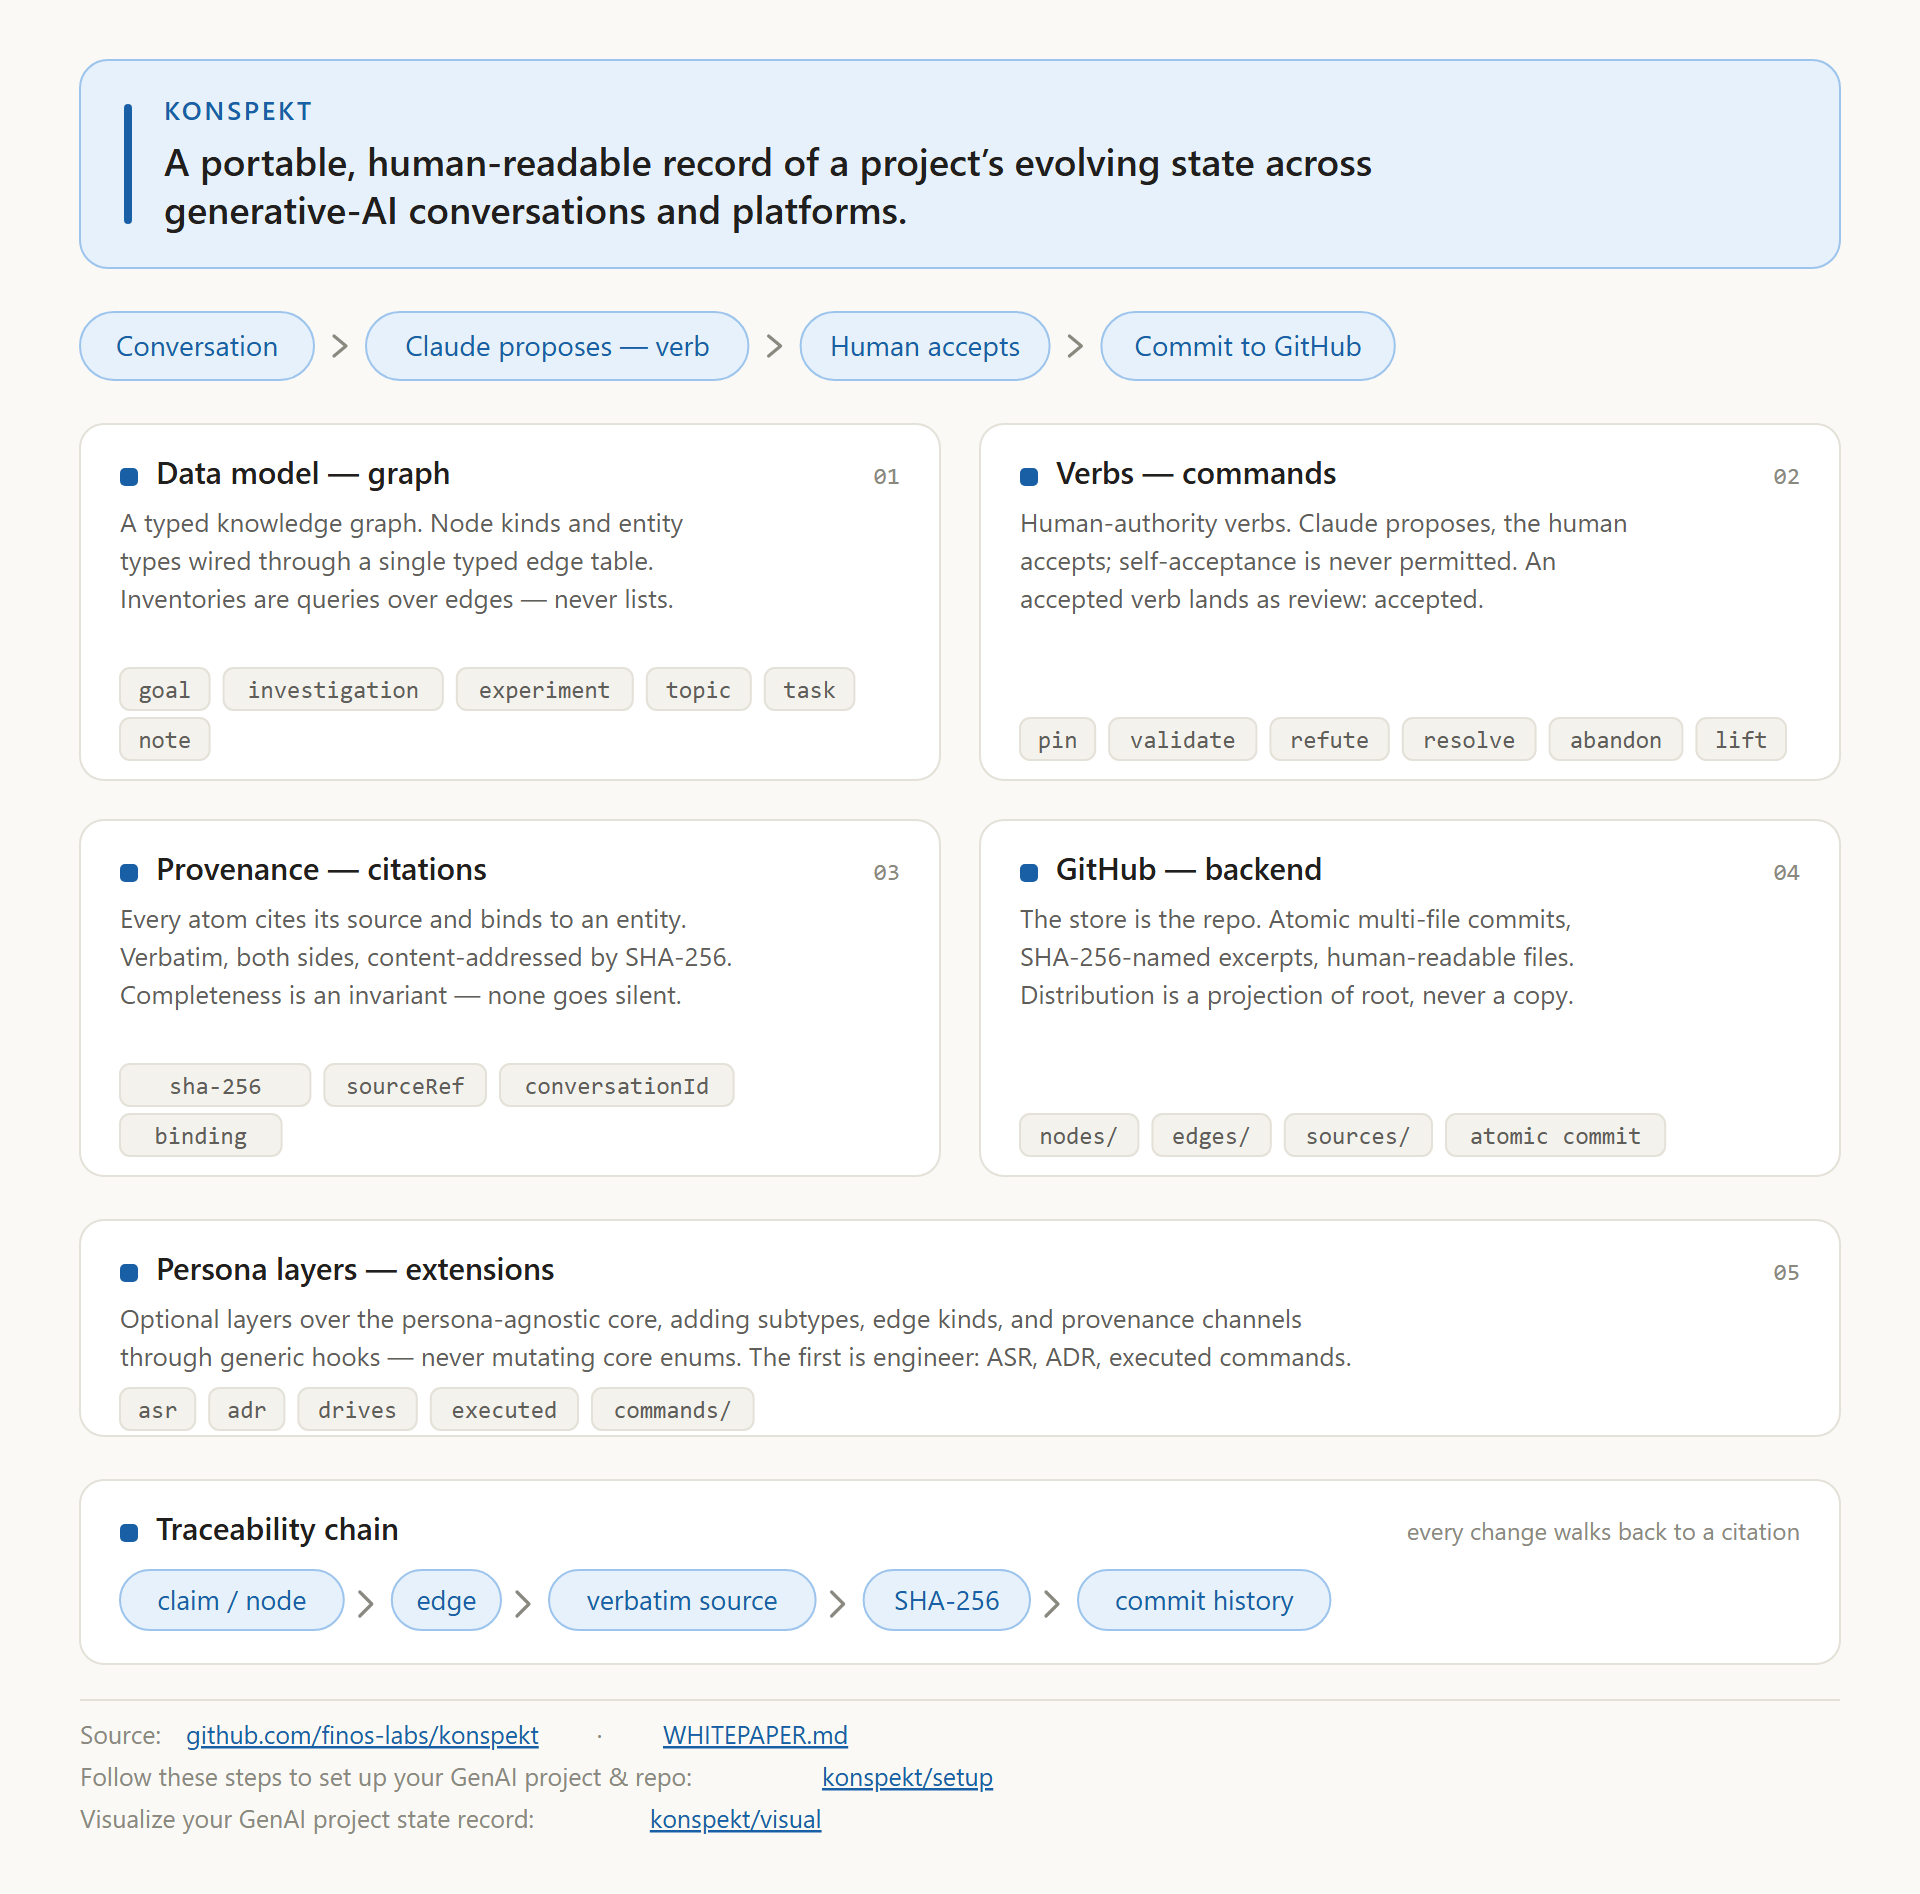 KONSPEKT
A portable, human-readable record of a project’s evolving state across
generative-AI conversations and platforms.
Conversation
Claude proposes — verb
Human accepts
Commit to GitHub
Data model — graph
01
A typed knowledge graph. Node kinds and entity
types wired through a single typed edge table.
Inventories are queries over edges — never lists.
goal investigation experiment topic task
note
Verbs — commands
02
Human-authority verbs. Claude proposes, the human
accepts; self-acceptance is never permitted. An
accepted verb lands as review: accepted.
pin validate refute resolve abandon lift
Provenance — citations
03
Every atom cites its source and binds to an entity.
Verbatim, both sides, content-addressed by SHA-256.
Completeness is an invariant — none goes silent.
sha-256 sourceRef conversationId
binding
GitHub — backend
04
The store is the repo. Atomic multi-file commits,
SHA-256-named excerpts, human-readable files.
Distribution is a projection of root, never a copy.
nodes/ edges/ sources/ atomic commit
Persona layers — extensions
05
Optional layers over the persona-agnostic core, adding subtypes, edge kinds, and provenance channels
through generic hooks — never mutating core enums. The first is engineer: ASR, ADR, executed commands.
asr adr drives executed commands/
Traceability chain
every change walks back to a citation
claim / node
edge
verbatim source
SHA-256
commit history
Source: github.com/finos-labs/konspekt · WHITEPAPER.md
Follow these steps to set up your GenAI project & repo: konspekt/setup
Visualize your GenAI project state record: konspekt/visual